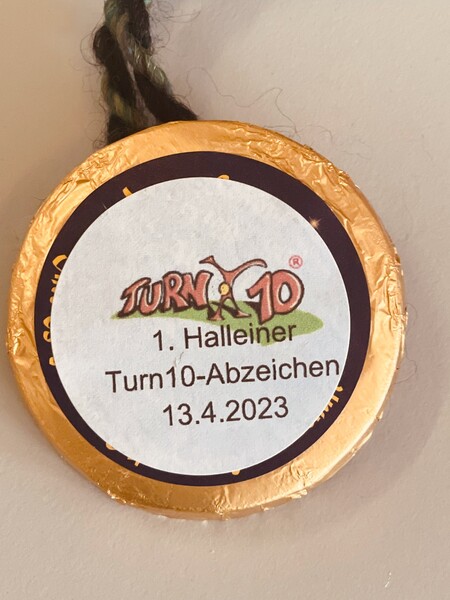 TURN 10 ®
1. Halleiner
Turn10-Abzeichen
13.4.2023